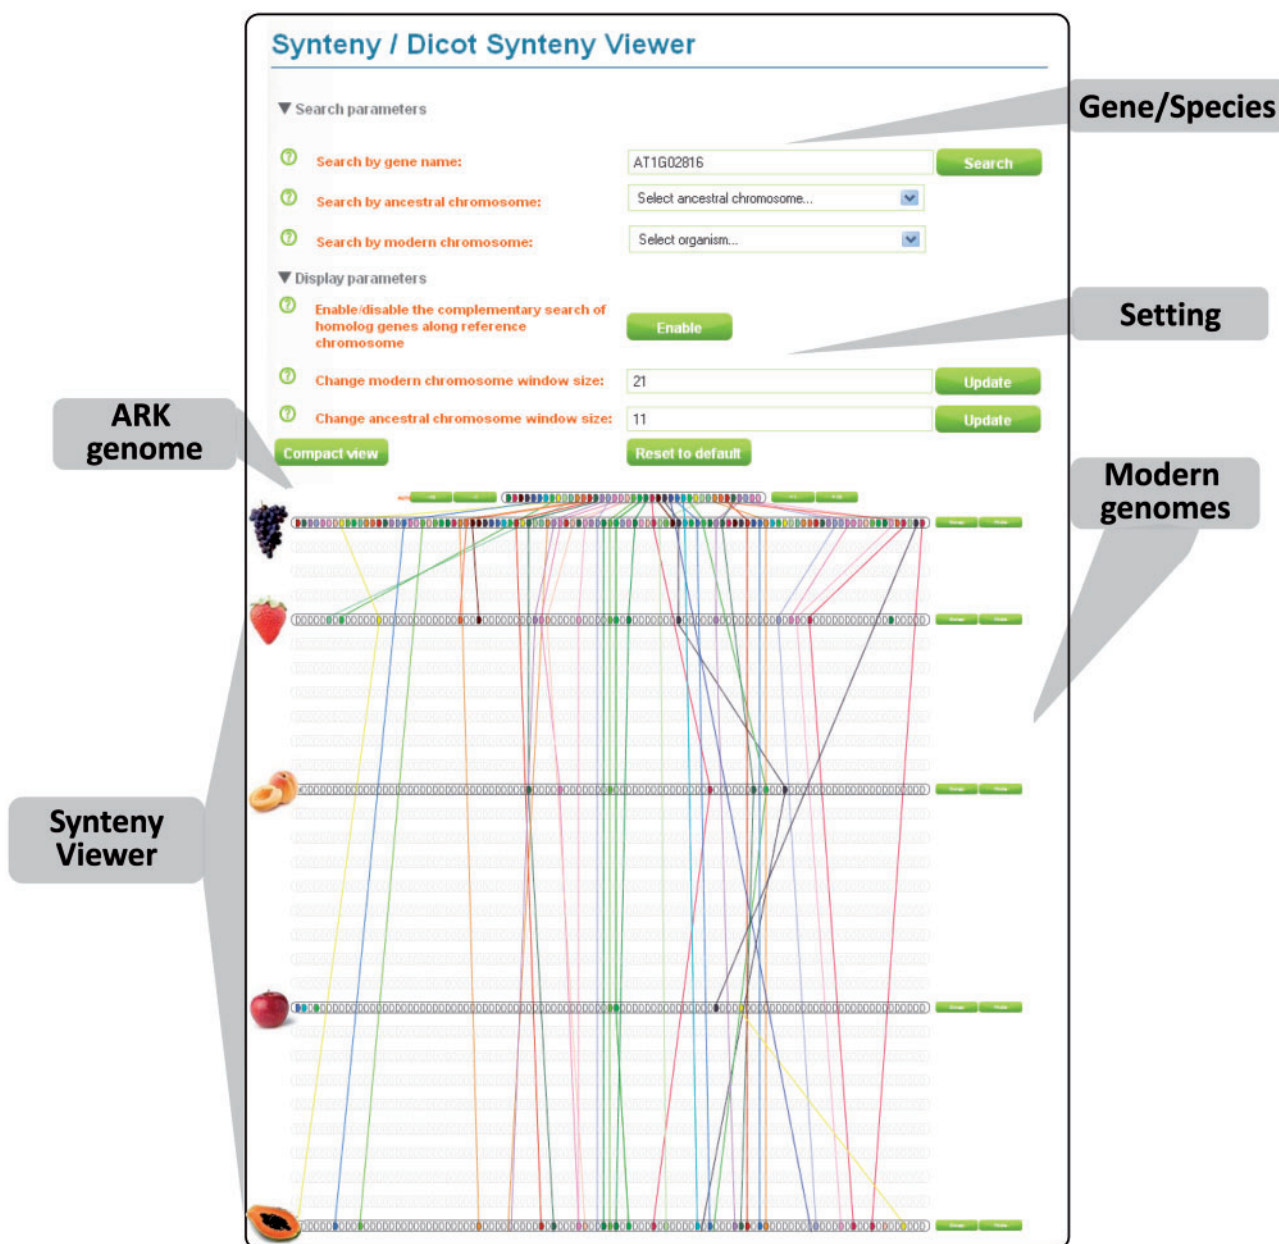 Synteny / Dicot Synteny Viewer
▼ Search parameters
Gene/Species
? Search by gene name: AT1G02816 Search
? Search by ancestral chromosome: Select ancestral chromosome...
? Search by modern chromosome: Select organism...
▼ Display parameters
? Enable/disable the complementary search of
homolog genes along reference
chromosome
Enable
Setting
? Change modern chromosome window size: 21 Update
? Change ancestral chromosome window size: 11 Update
Compact view Reset to default
ARK
genome
Modern
genomes
Synteny
Viewer